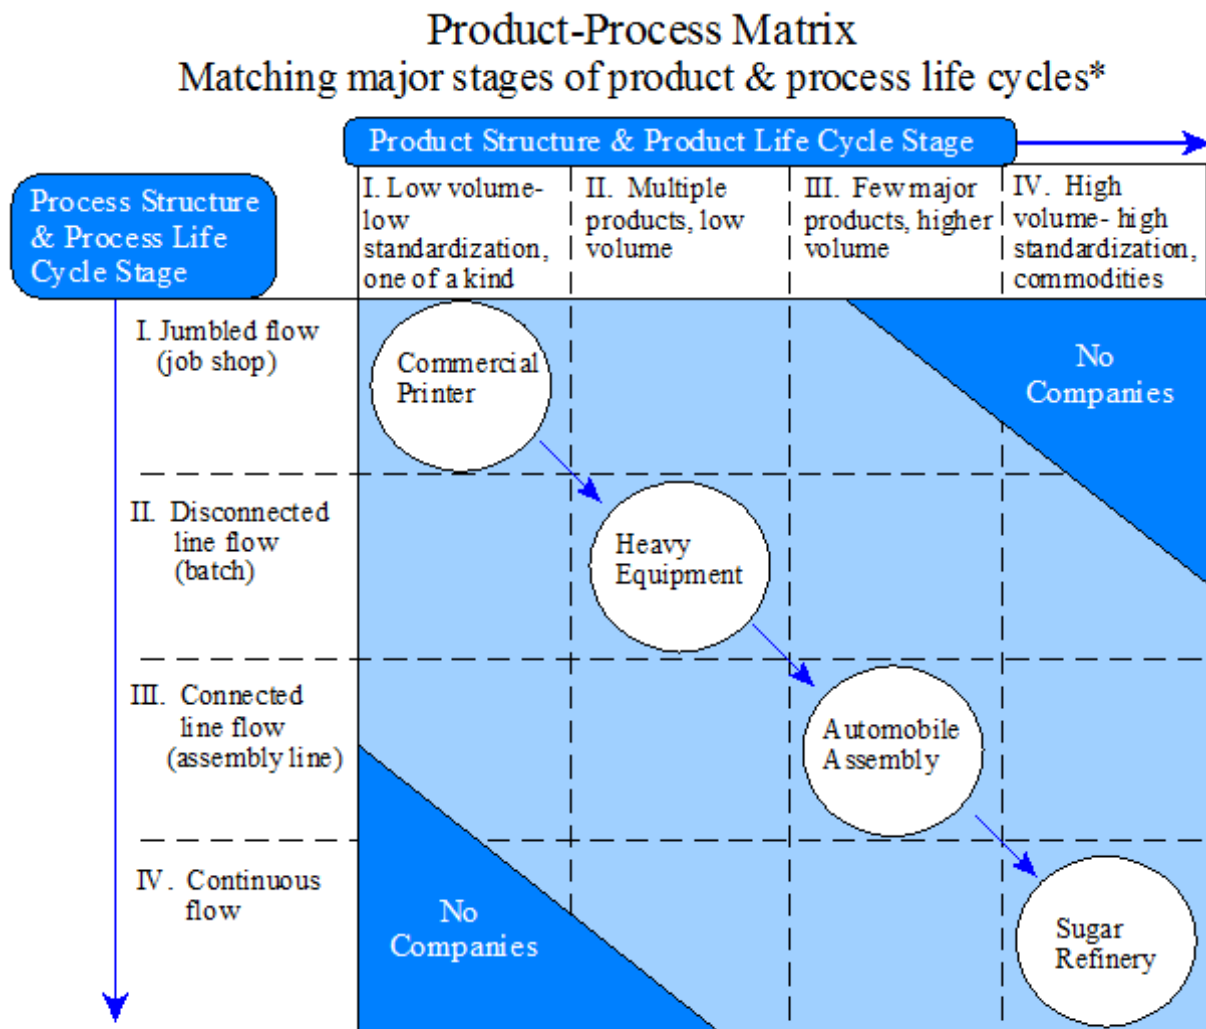 Product-Process Matrix
Matching major stages of product & process life cycles*
Product Structure & Product Life Cycle Stage
Process Structure
& Process Life
Cycle Stage
I. Low volume-
low
standardization,
one of a kind
II. Multiple
products, low
volume
III. Few major
products, higher
volume
IV. High
volume- high
standardization,
commodities
I. Jumbled flow
(job shop)
Commercial
Printer
No
Companies
II. Disconnected
line flow
(batch)
Heavy
Equipment
III. Connected
line flow
(assembly line)
Automobile
Assembly
IV. Continuous
flow
No
Companies
Sugar
Refinery